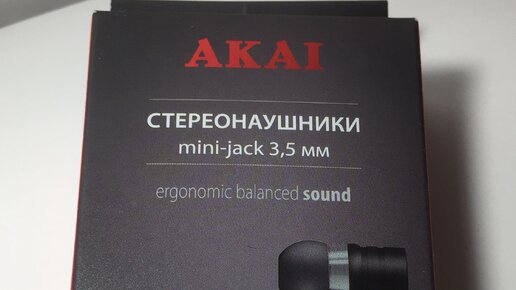 AKAI
СТЕРЕОНАУШНИКИ
mini-jack 3,5 мм
ergonomic balanced sound